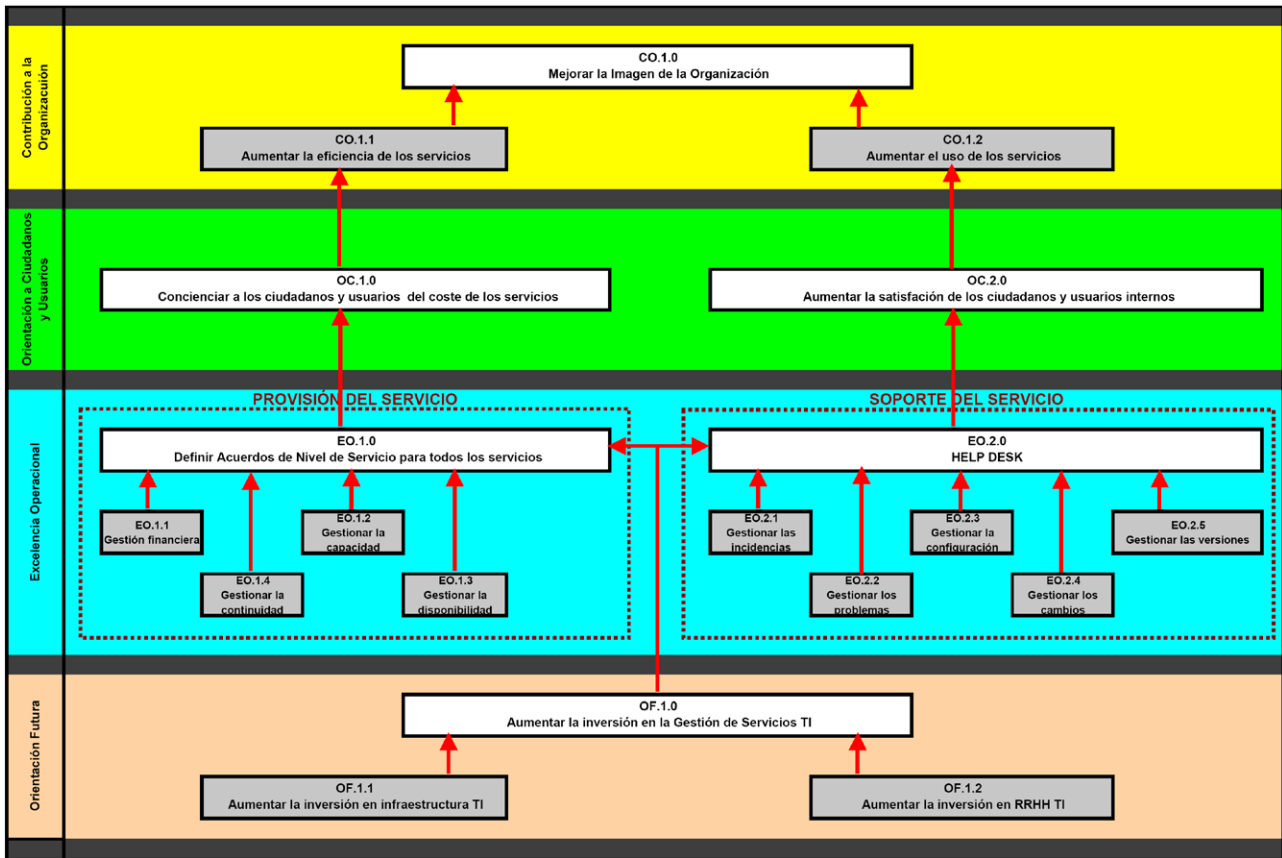 Contribución a la
Organizacuión
CO.1.0
Mejorar la Imagen de la Organización
CO.1.1
Aumentar la eficiencia de los servicios
CO.1.2
Aumentar el uso de los servicios
Orientación a Ciudadanos
y Usuarios
OC.1.0
Concienciar a los ciudadanos y usuarios del coste de los servicios
OC.2.0
Aumentar la satisfación de los ciudadanos y usuarios internos
Excelencia Operacional
PROVISIÓN DEL SERVICIO
EO.1.0
Definir Acuerdos de Nivel de Servicio para todos los servicios
EO.1.1
Gestión financiera
EO.1.2
Gestionar la
capacidad
EO.1.4
Gestionar la
continuidad
EO.1.3
Gestionar la
disponibilidad
SOPORTE DEL SERVICIO
EO.2.0
HELP DESK
EO.2.1
Gestionar las
incidencias
EO.2.3
Gestionar la
configuración
EO.2.5
Gestionar las versiones
EO.2.2
Gestionar los
problemas
EO.2.4
Gestionar los
cambios
Orientación Futura
OF.1.0
Aumentar la inversión en la Gestión de Servicios TI
OF.1.1
Aumentar la inversión en infraestructura TI
OF.1.2
Aumentar la inversión en RRHH TI